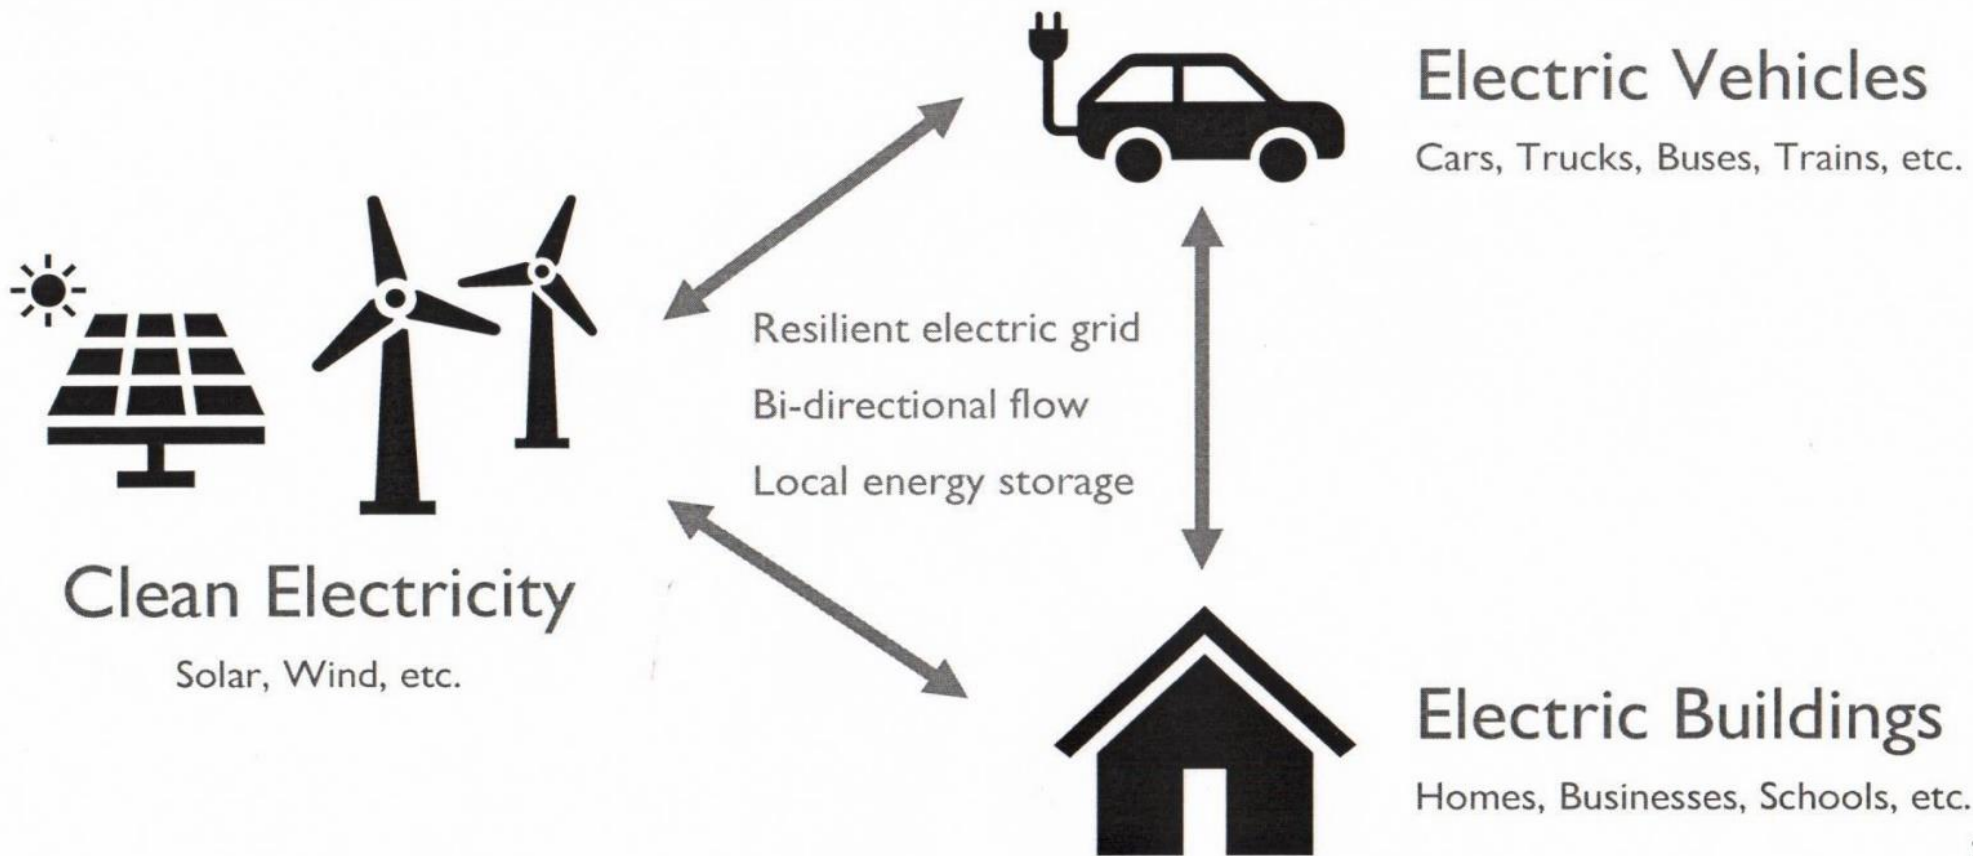 Electric Vehicles
Cars, Trucks, Buses, Trains, etc.
Resilient electric grid
Bi-directional flow
Local energy storage
Clean Electricity
Solar, Wind, etc.
Electric Buildings
Homes, Businesses, Schools, etc.